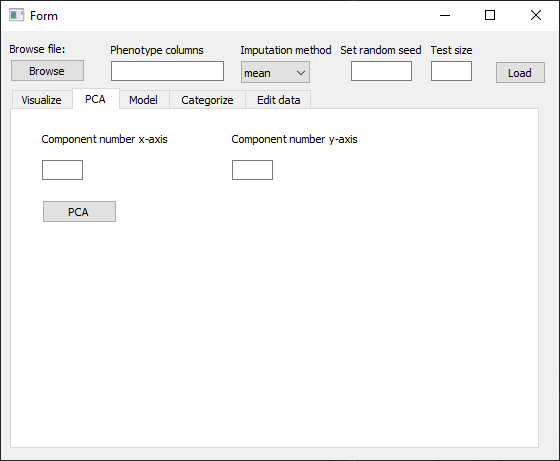 Form
Browse file: Phenotype columns Imputation method Set random seed Test size
Browse mean Load
Visualize PCA Model Categorize Edit data
Component number x-axis Component number y-axis
PCA